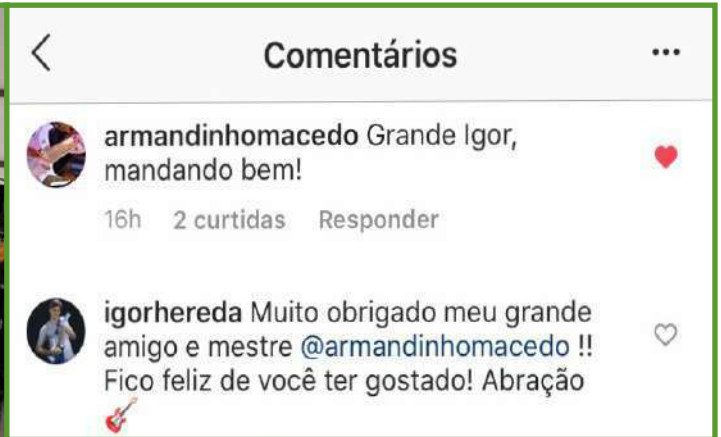 Comentários
armandinhomacedo Grande Igor,
mandando bem!
16h 2 curtidas Responder
igorhereda Muito obrigado meu grande
amigo e mestre @armandinhomacedo !!
Fico feliz de você ter gostado! Abração
🎸